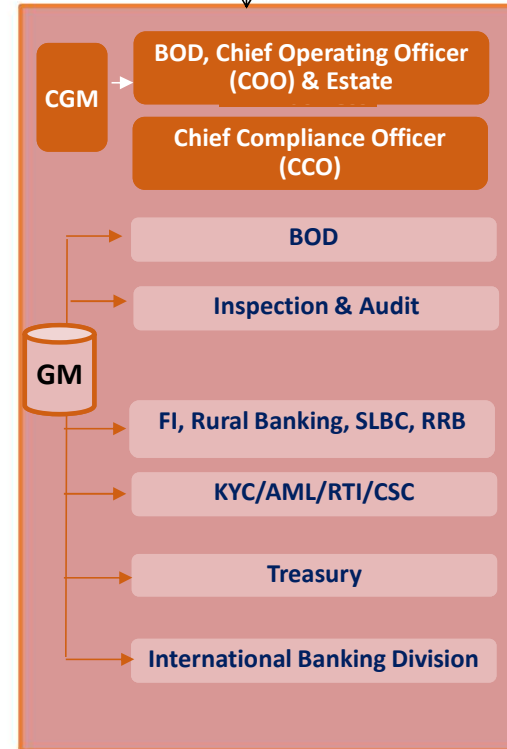 CGM
BOD, Chief Operating Officer
(COO) & Estate
Chief Compliance Officer
(CCO)
GM
BOD
Inspection & Audit
FI, Rural Banking, SLBC, RRB
KYC/AML/RTI/CSC
Treasury
International Banking Division